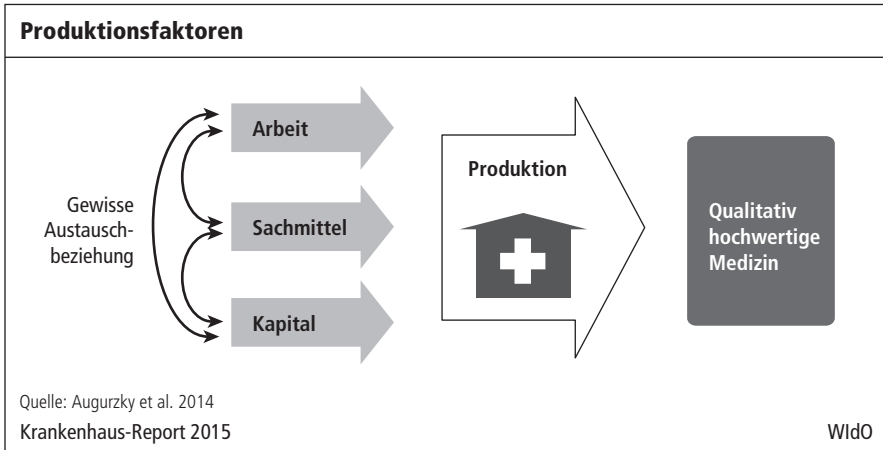 Produktionsfaktoren
Gewisse
Austausch-
beziehung
Arbeit
Sachmittel
Kapital
Produktion
Qualitativ
hochwertige
Medizin
Quelle: Augurzky et al. 2014
Krankenhaus-Report 2015
WIdO